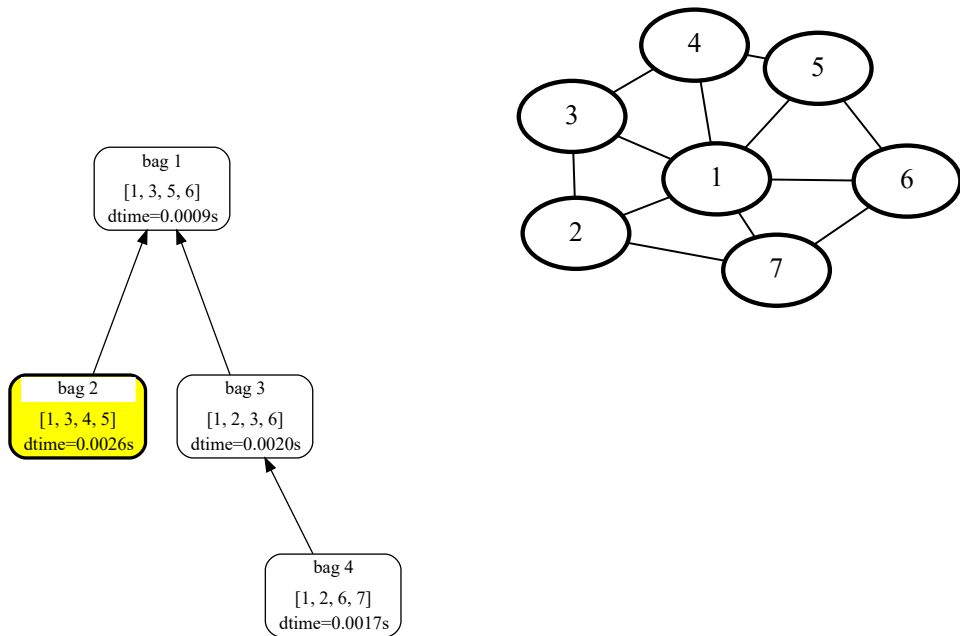 bag 1
[1, 3, 5, 6]
dtime=0.0009s
bag 2
[1, 3, 4, 5]
dtime=0.0026s
bag 3
[1, 2, 3, 6]
dtime=0.0020s
bag 4
[1, 2, 6, 7]
dtime=0.0017s
4
5
3
1
6
2
7